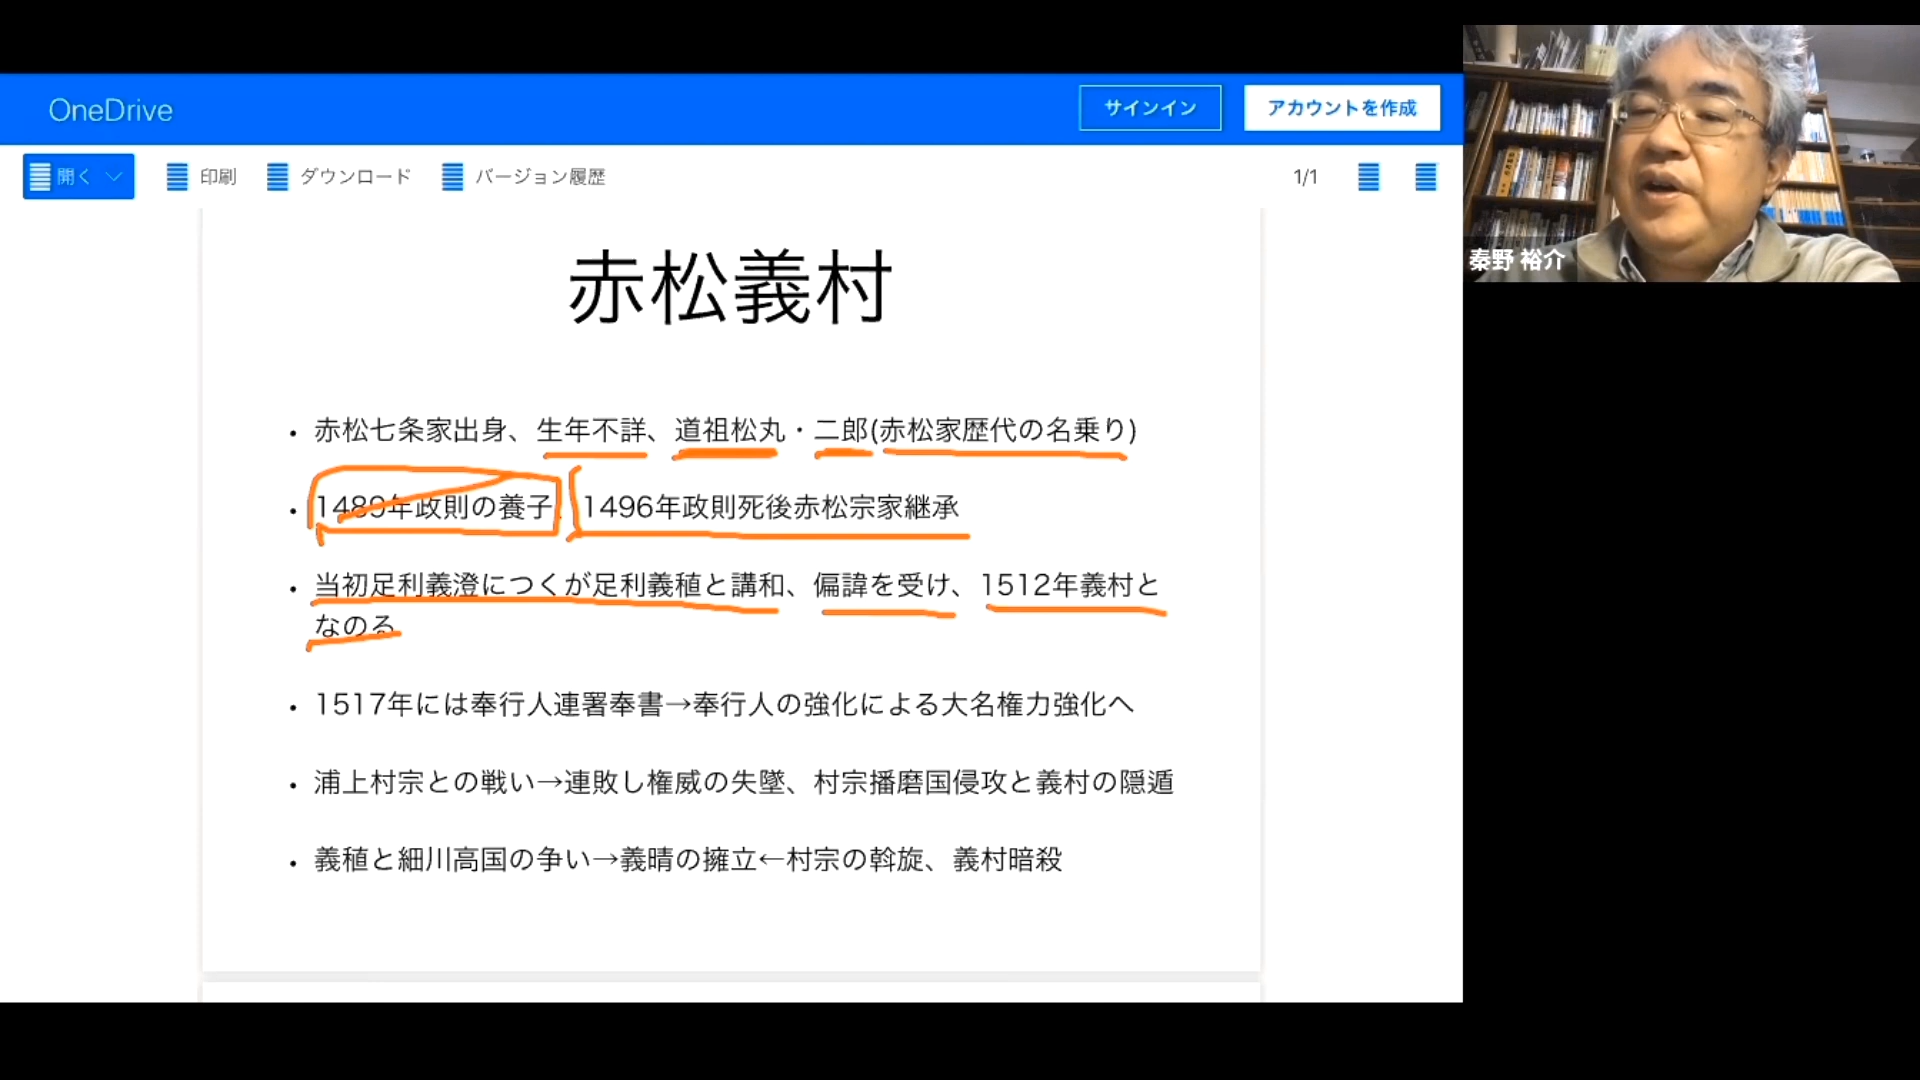 OneDrive
サインイン
アカウントを作成
開く
印刷
ダウンロード
バージョン履歴
1/1
秦野 裕介
赤松義村
・赤松七条家出身、生年不詳、道祖松丸・二郎(赤松家歴代の名乗り)
・1489年政則の養子、1496年政則死後赤松宗家継承
・当初足利義澄につくが足利義稙と講和、偏諱を受け、1512年義村と
なのる
・1517年には奉行人連署奉書→奉行人の強化による大名権力強化へ
・浦上村宗との戦い→連敗し権威の失墜、村宗播磨国侵攻と義村の隠遁
・義稙と細川高国の争い→義晴の擁立←村宗の斡旋、義村暗殺